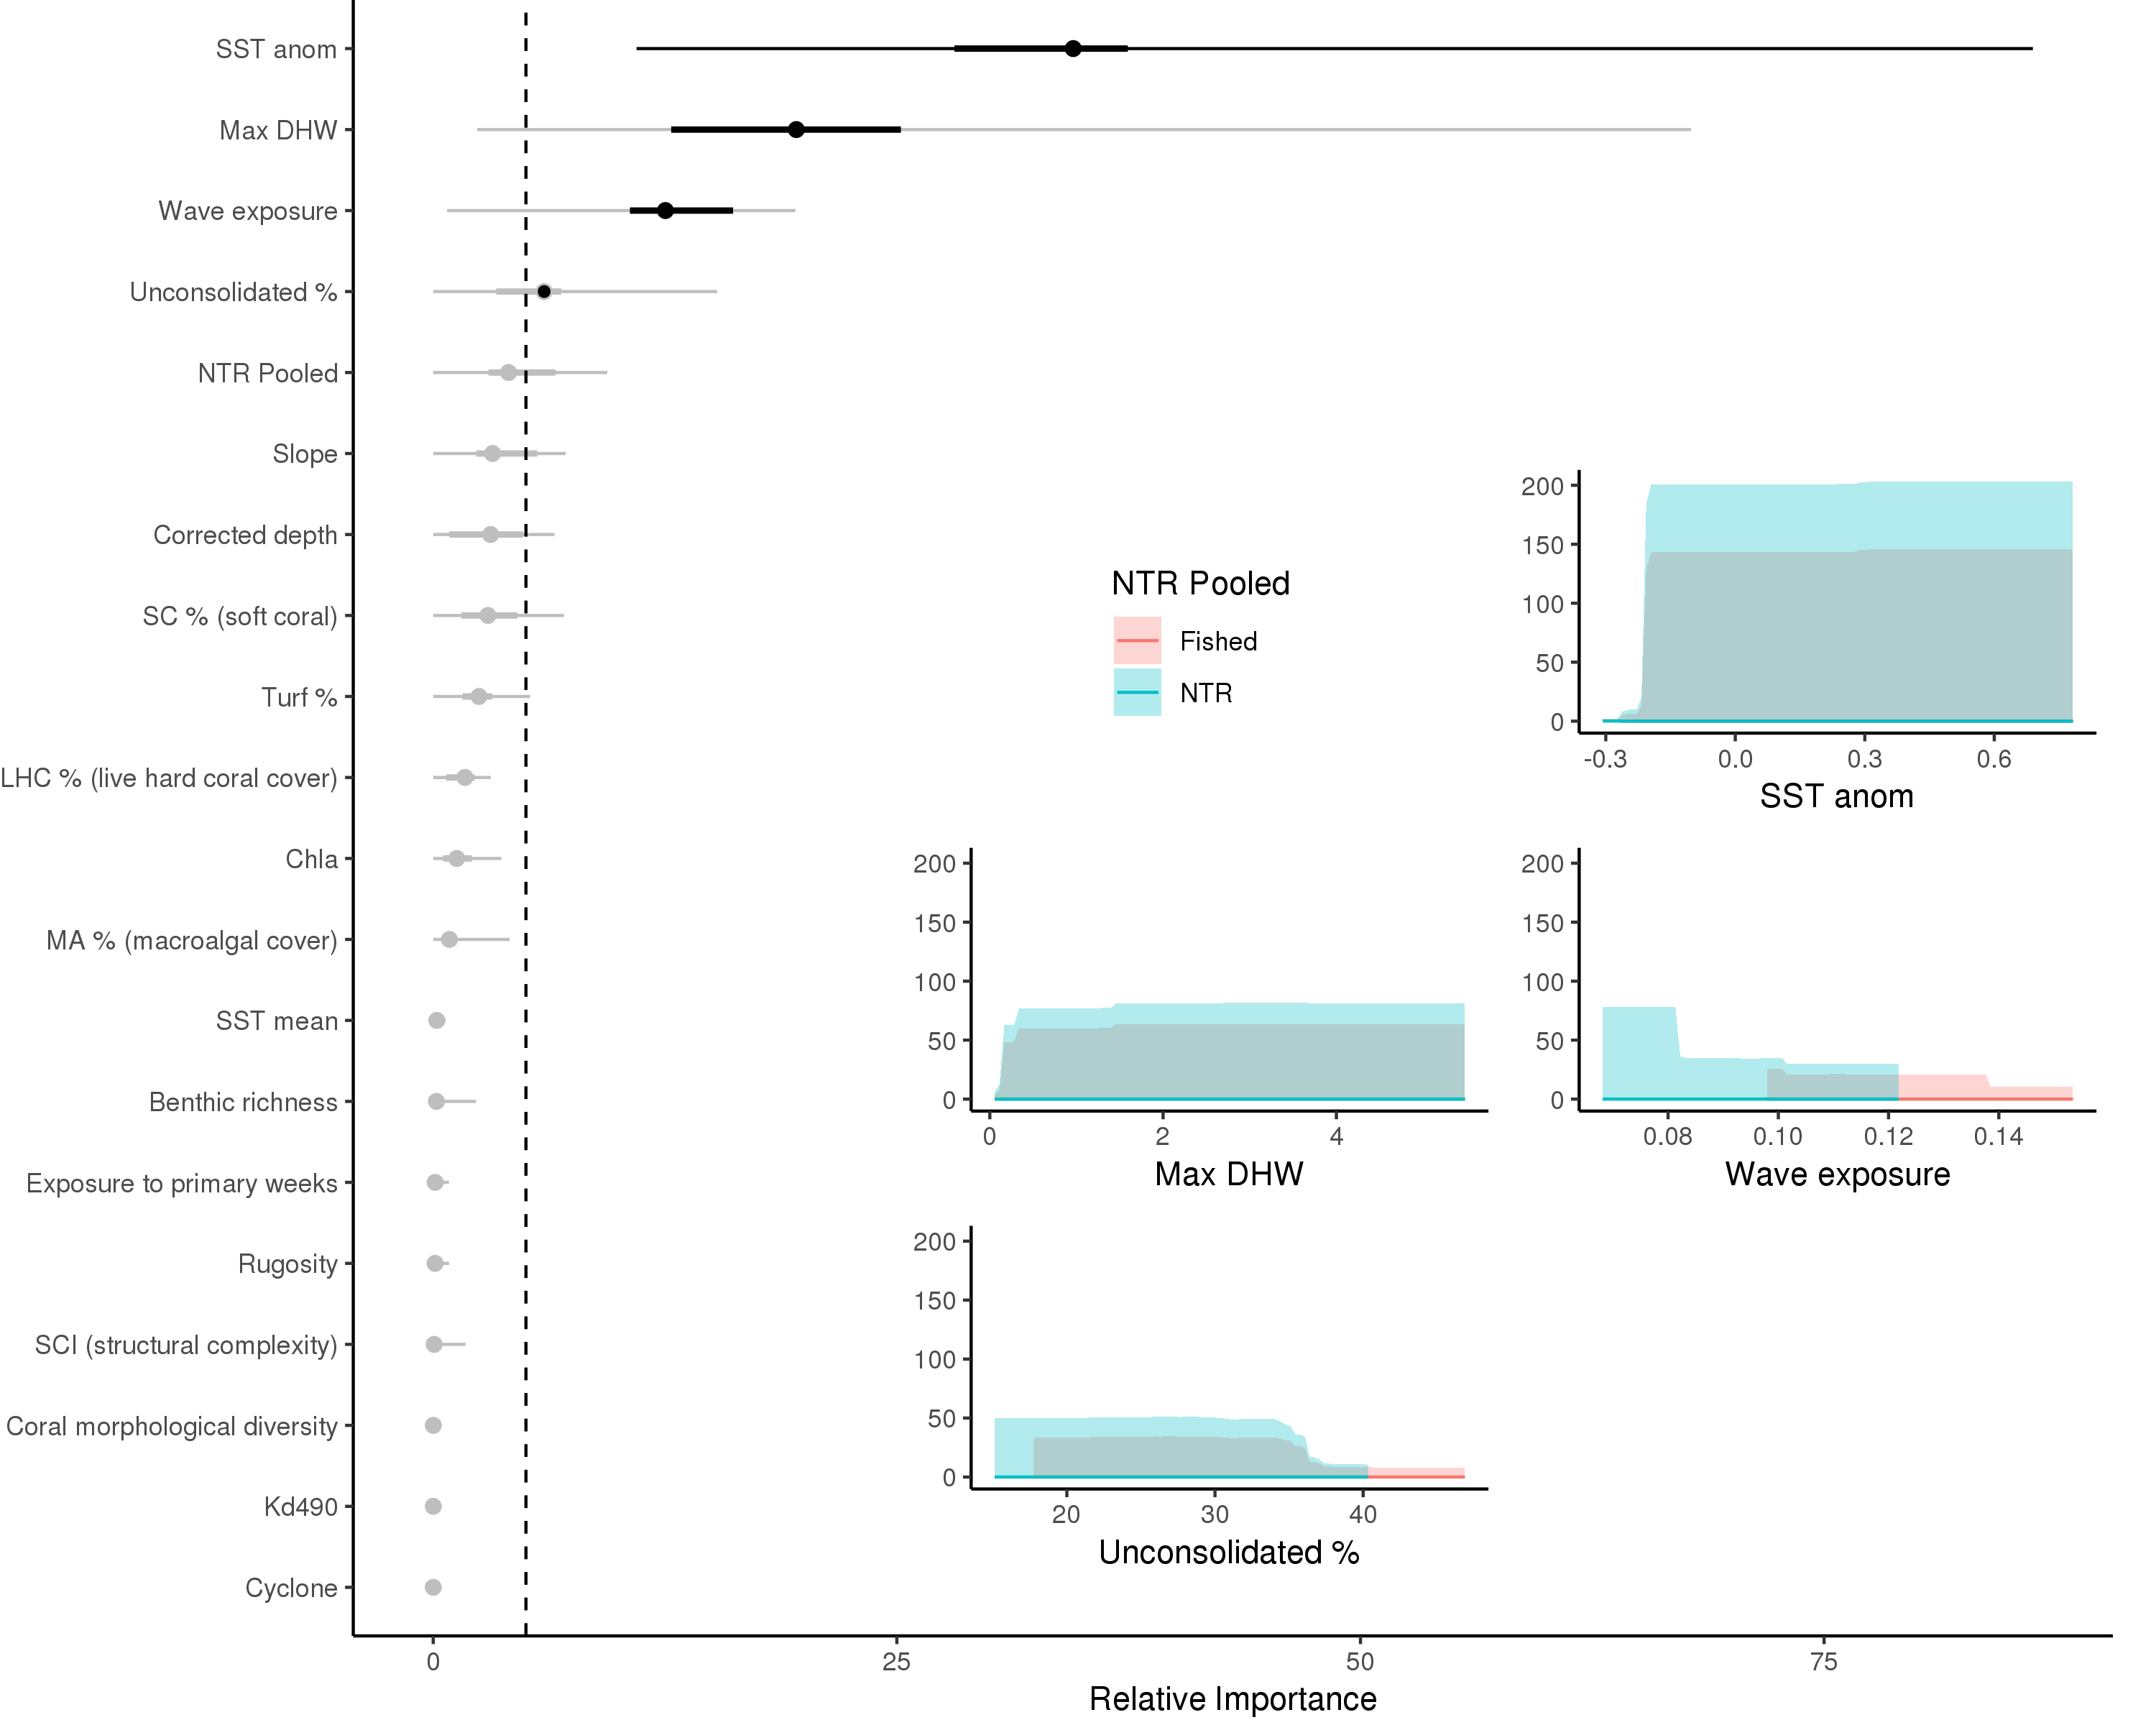 SST anom
Max DHW
Wave exposure
Unconsolidated %
NTR Pooled
Slope
Corrected depth
SC % (soft coral)
Turf %
LHC % (live hard coral cover)
Chla
MA % (macroalgal cover)
SST mean
Benthic richness
Exposure to primary weeks
Rugosity
SCI (structural complexity)
Coral morphological diversity
Kd490
Cyclone
0 25 50 75
Relative Importance
NTR Pooled
Fished
NTR
200
150
100
50
0
-0.3 0.0 0.3 0.6
SST anom
200
150
100
50
0
0 2 4
Max DHW
200
150
100
50
0
0.08 0.10 0.12 0.14
Wave exposure
200
150
100
50
0
20 30 40
Unconsolidated %